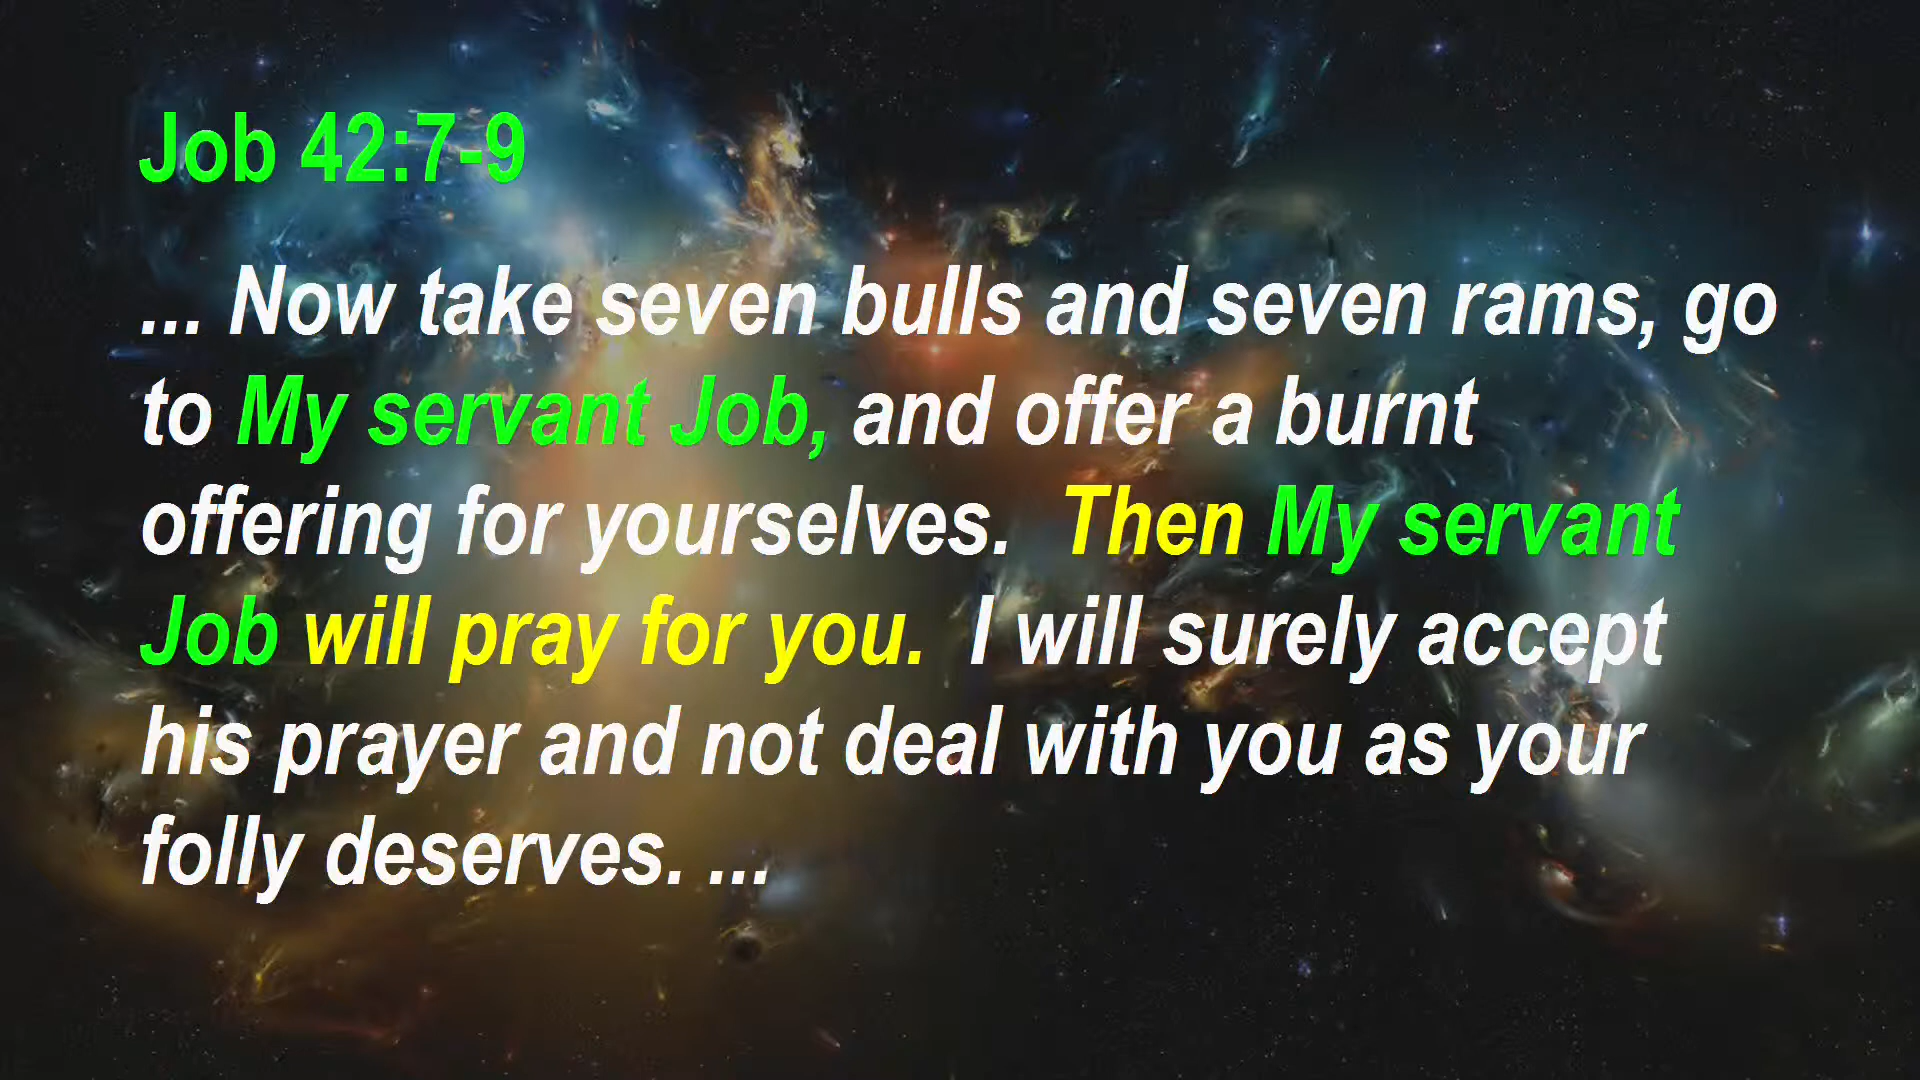 Job 42:7-9
... Now take seven bulls and seven rams, go
to My servant Job, and offer a burnt
offering for yourselves.  Then My servant
Job will pray for you.  I will surely accept
his prayer and not deal with you as your
folly deserves. ...